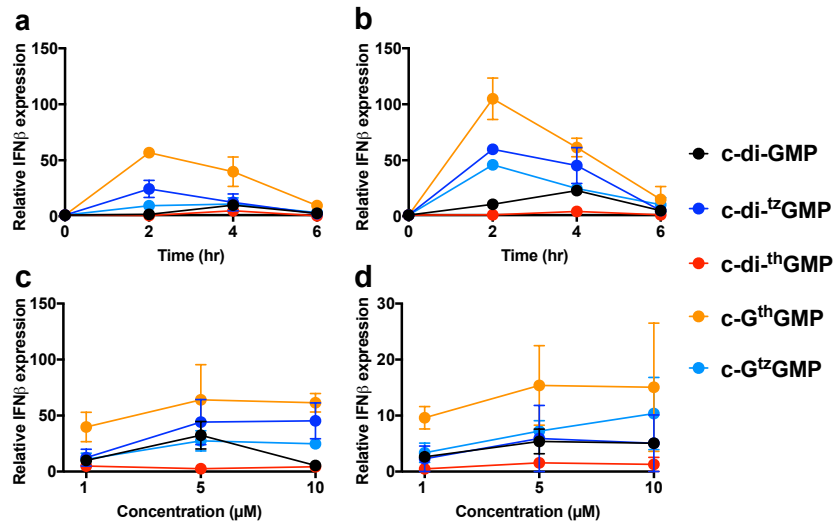 a
Relative IFNβ expression
150
100
50
0
0 2 4 6
Time (hr)
b
Relative IFNβ expression
150
100
50
0
0 2 4 6
Time (hr)
c
Relative IFNβ expression
150
100
50
0
1 5 10
Concentration (µM)
d
Relative IFNβ expression
30
20
10
0
1 5 10
Concentration (µM)
c-di-GMP
c-di-ᵗᶻGMP
c-di-ᵗʰGMP
c-GᵗʰGMP
c-GᵗᶻGMP